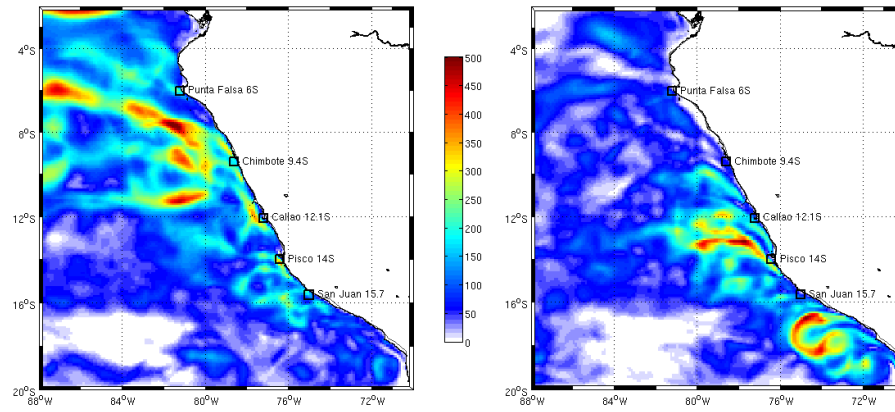 4°S
8°S
12°S
16°S
20°S
88°W
84°W
80°W
76°W
72°W
Punta Falsa 6S
Chimbote 9.4S
Callao 12.1S
Pisco 14S
San Juan 15.7
500
450
400
350
300
250
200
150
100
50
0
4°S
8°S
12°S
16°S
20°S
88°W
84°W
80°W
76°W
72°W
Punta Falsa 6S
Chimbote 9.4S
Callao 12.1S
Pisco 14S
San Juan 15.7